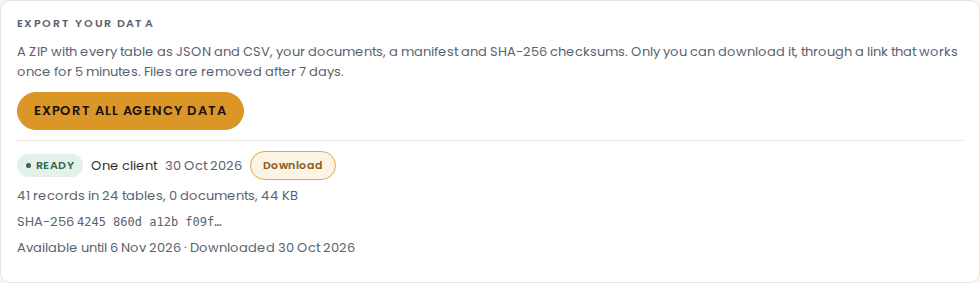 EXPORT YOUR DATA
A ZIP with every table as JSON and CSV, your documents, a manifest and SHA-256 checksums. Only you can download it, through a link that works
once for 5 minutes. Files are removed after 7 days.
EXPORT ALL AGENCY DATA
READY One client 30 Oct 2026 Download
41 records in 24 tables, 0 documents, 44 KB
SHA-256 4245 860d a12b f09f…
Available until 6 Nov 2026 · Downloaded 30 Oct 2026